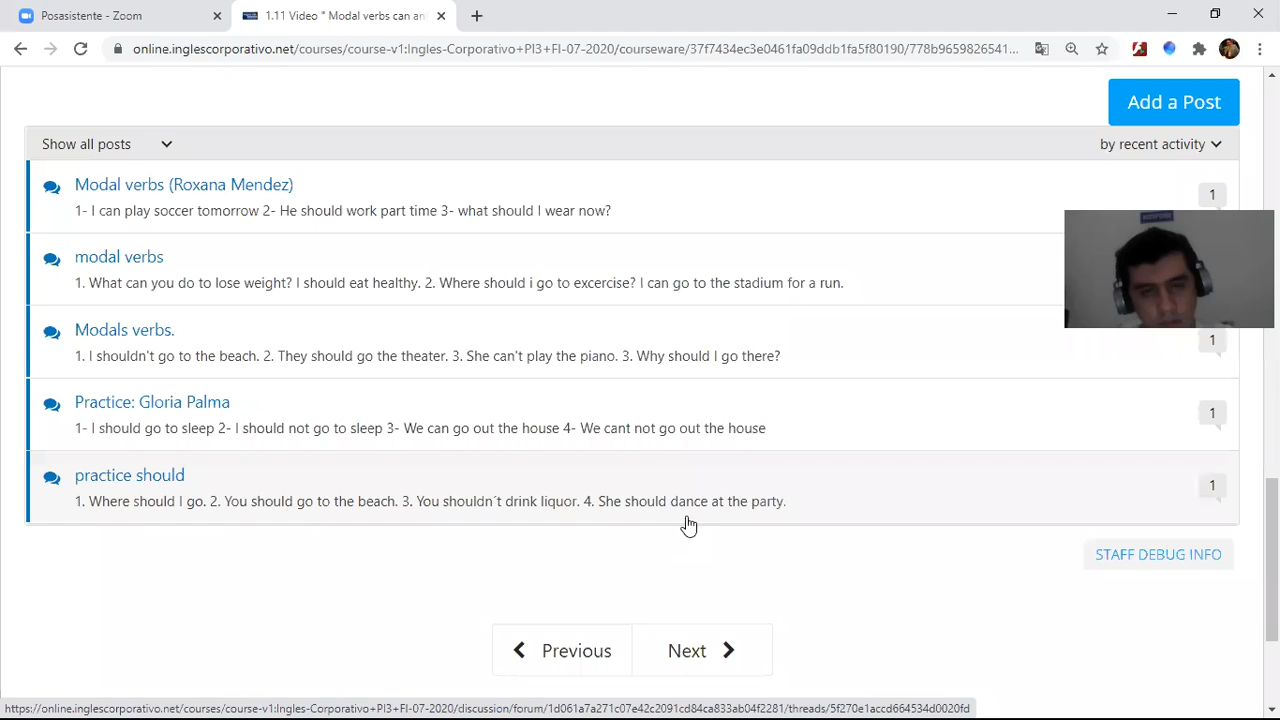 Posasistente - Zoom
1.11 Video " Modal verbs can an
online.inglescorporativo.net/courses/course-v1:Ingles-Corporativo+PI3+FI-07-2020/courseware/37f7434ec3e0461fa09ddb1fa5f80190/778b9659826541...
Add a Post
Show all posts
by recent activity
Modal verbs (Roxana Mendez)
1- I can play soccer tomorrow 2- He should work part time 3- what should I wear now?
1
modal verbs
1. What can you do to lose weight? I should eat healthy. 2. Where should i go to excercise? I can go to the stadium for a run.
Modals verbs.
1. I shouldn't go to the beach. 2. They should go the theater. 3. She can't play the piano. 3. Why should I go there?
1
Practice: Gloria Palma
1- I should go to sleep 2- I should not go to sleep 3- We can go out the house 4- We cant not go out the house
1
practice should
1. Where should I go. 2. You should go to the beach. 3. You shouldn´t drink liquor. 4. She should dance at the party.
1
STAFF DEBUG INFO
Previous
Next
https://online.inglescorporativo.net/courses/course-v1:Ingles-Corporativo+PI3+FI-07-2020/discussion/forum/1d061a7a271c07e42c2091cd84ca833ab04f2281/threads/5f270e1accd664534d0020fd